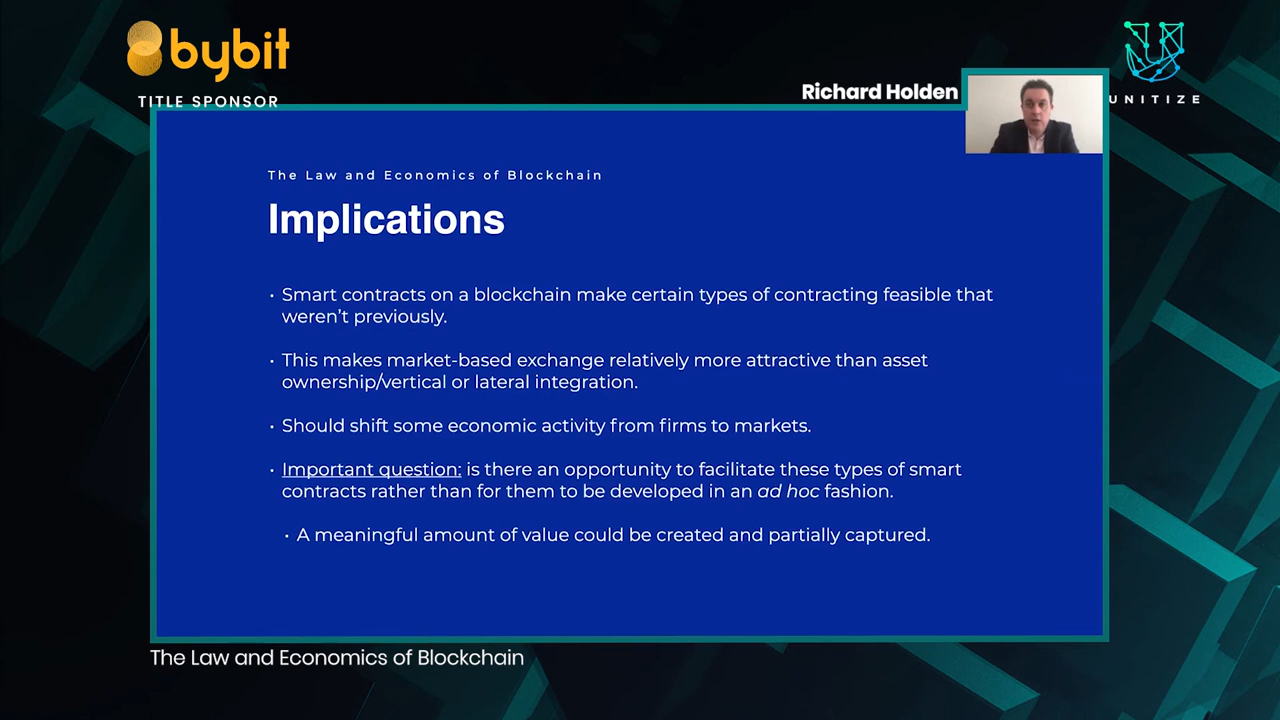 bybit
TITLE SPONSOR
Richard Holden
UNITIZE
The Law and Economics of Blockchain
Implications
• Smart contracts on a blockchain make certain types of contracting feasible that
weren't previously.
• This makes market-based exchange relatively more attractive than asset
ownership/vertical or lateral integration.
• Should shift some economic activity from firms to markets.
• Important question: is there an opportunity to facilitate these types of smart
contracts rather than for them to be developed in an ad hoc fashion.
• A meaningful amount of value could be created and partially captured.
The Law and Economics of Blockchain